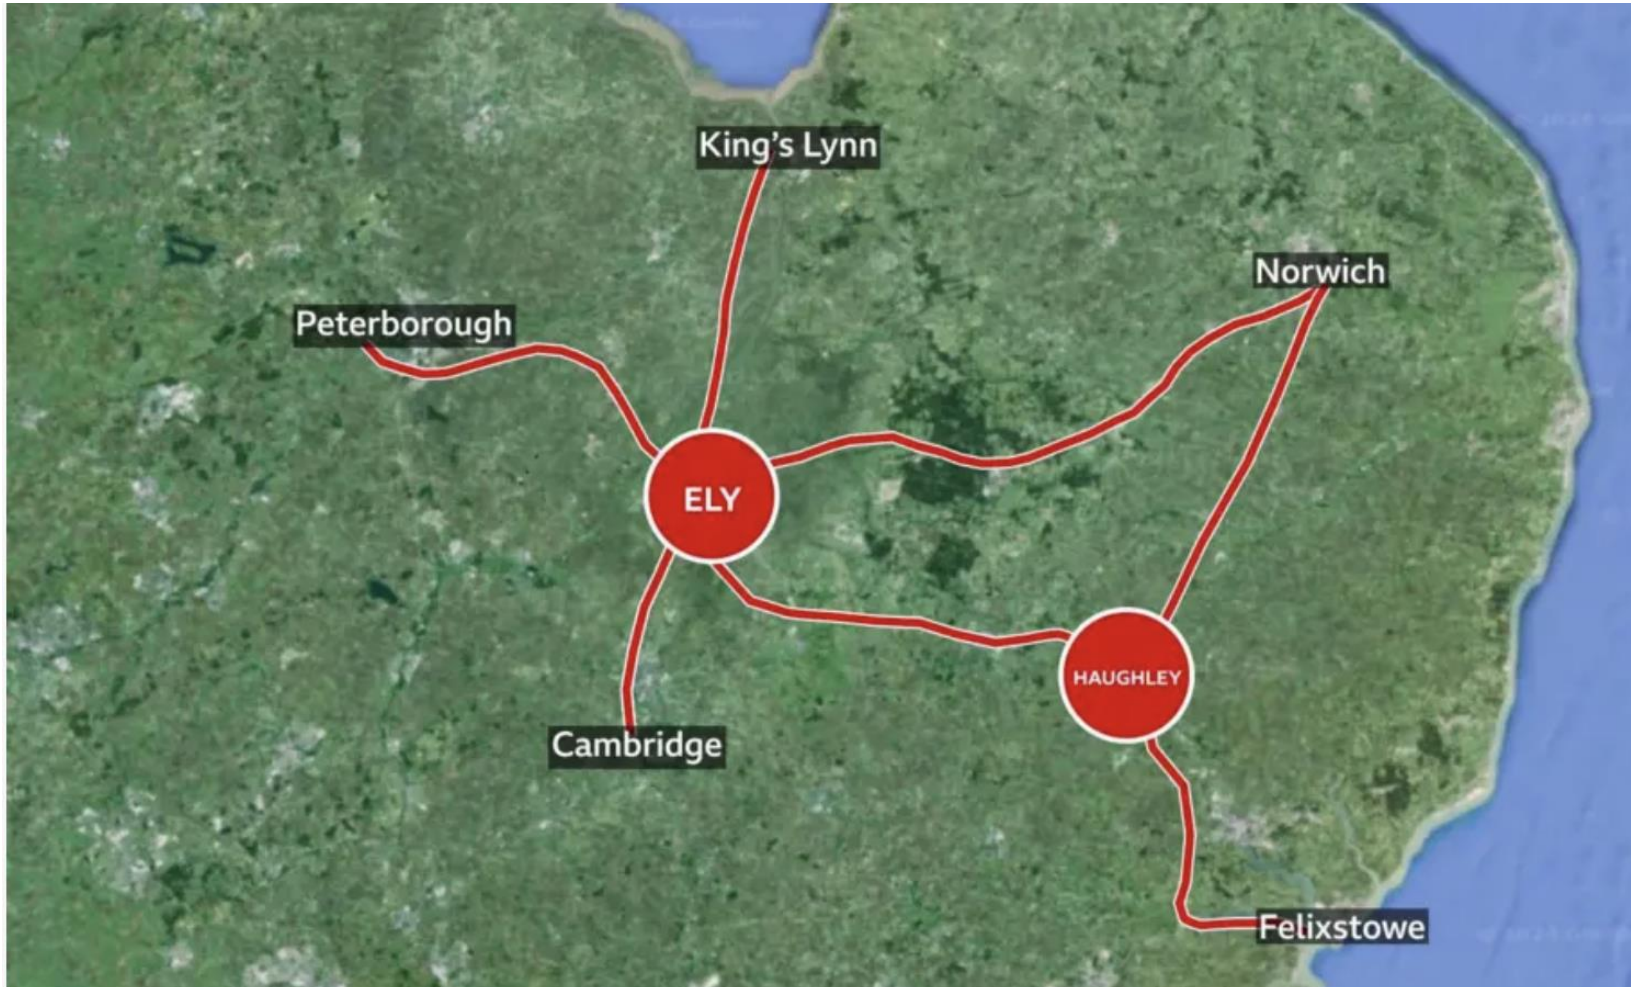 King's Lynn
Norwich
Peterborough
ELY
HAUGHLEY
Cambridge
Felixstowe